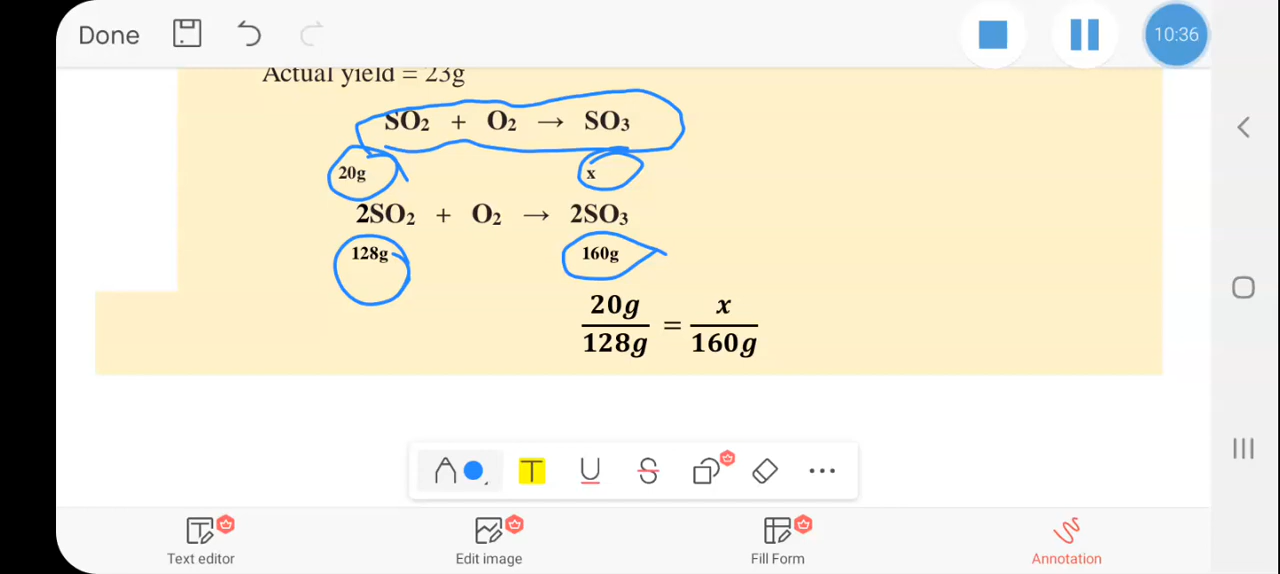 Done
10:36
Actual yield = 23g
SO₂ + O₂ → SO₃
20g x
2SO₂ + O₂ → 2SO₃
128g 160g
20g/128g = x/160g
T
U
S
Text editor
Edit image
Fill Form
Annotation